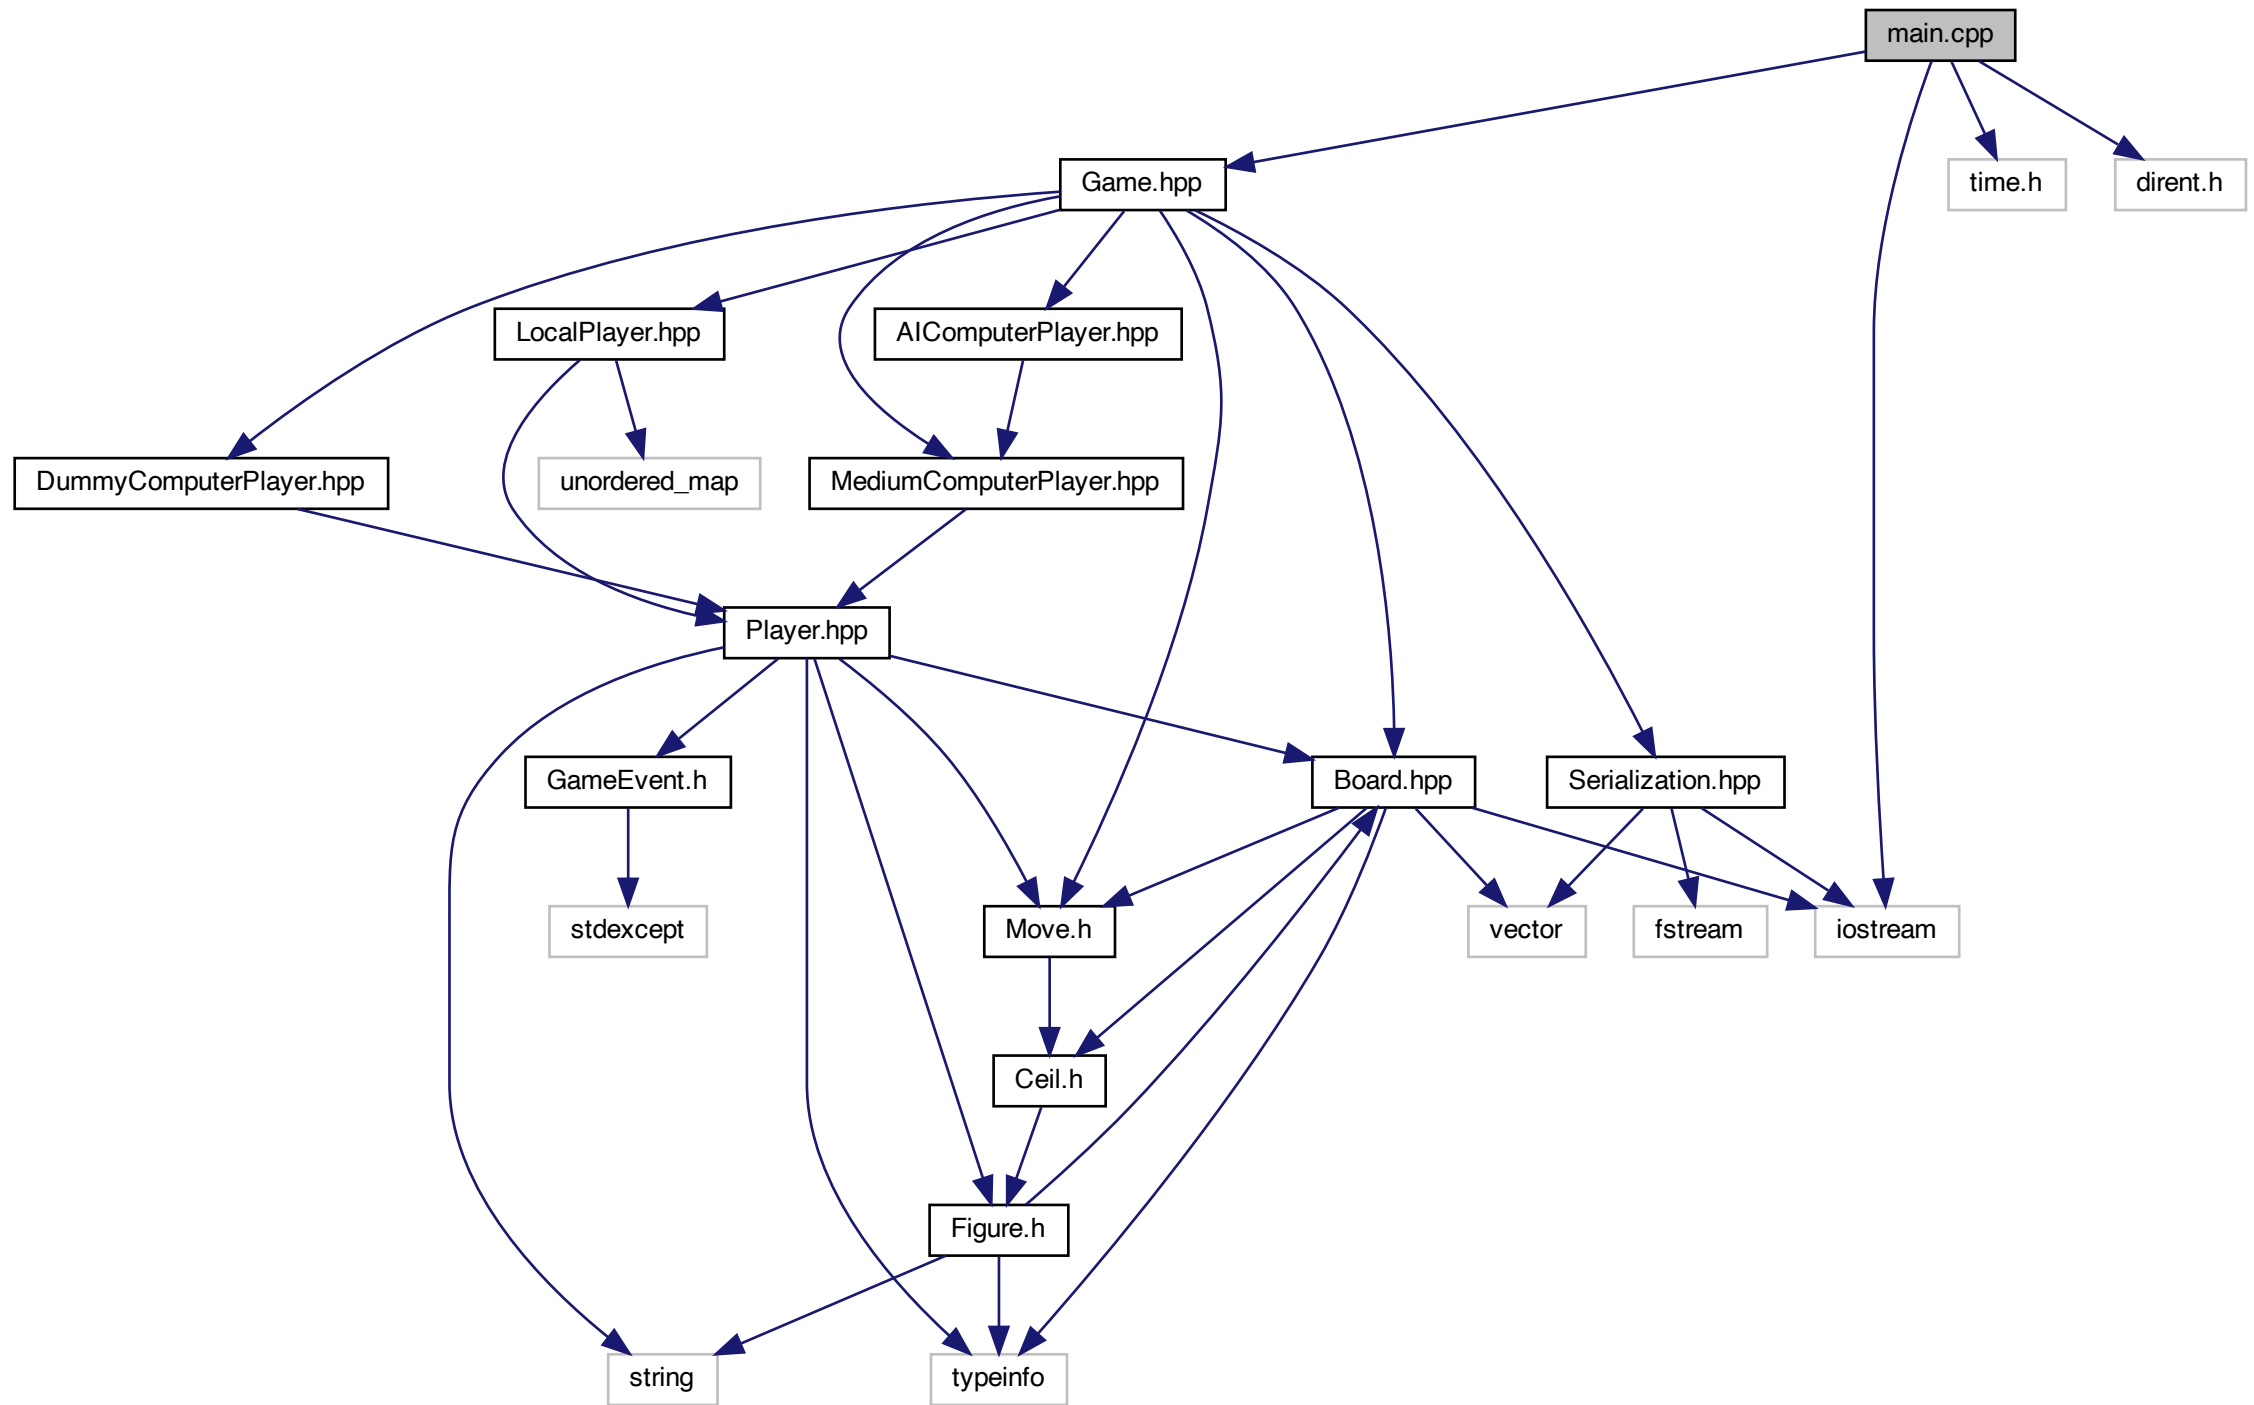 main.cpp
Game.hpp
time.h
dirent.h
LocalPlayer.hpp
AIComputerPlayer.hpp
DummyComputerPlayer.hpp
unordered_map
MediumComputerPlayer.hpp
Player.hpp
GameEvent.h
Board.hpp
Serialization.hpp
stdexcept
Move.h
vector
fstream
iostream
Ceil.h
Figure.h
string
typeinfo